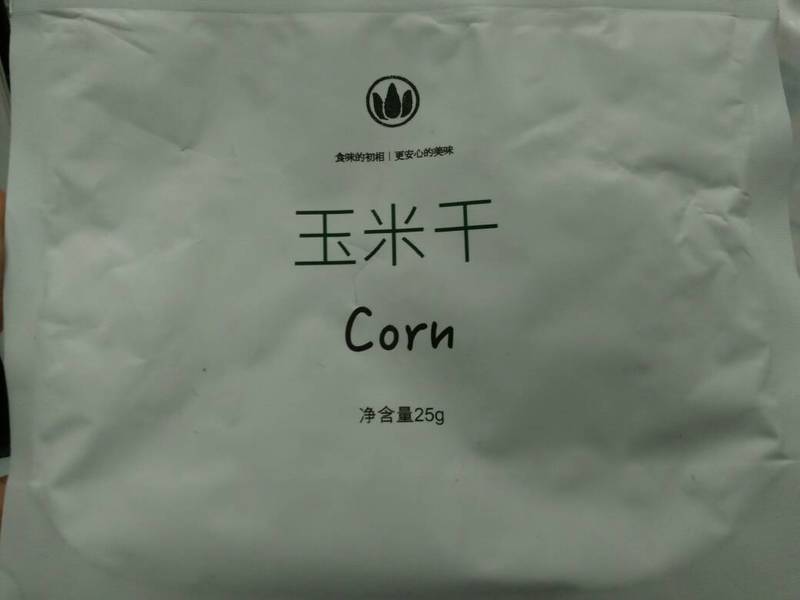 食味的初相|更安心的美味
玉米干
Corn
净含量25g